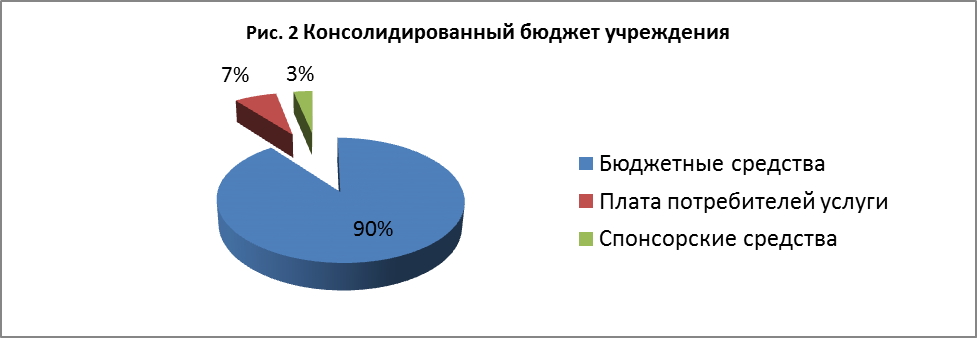 Рис. 2 Консолидированный бюджет учреждения
7%
3%
90%
Бюджетные средства
Плата потребителей услуги
Спонсорские средства